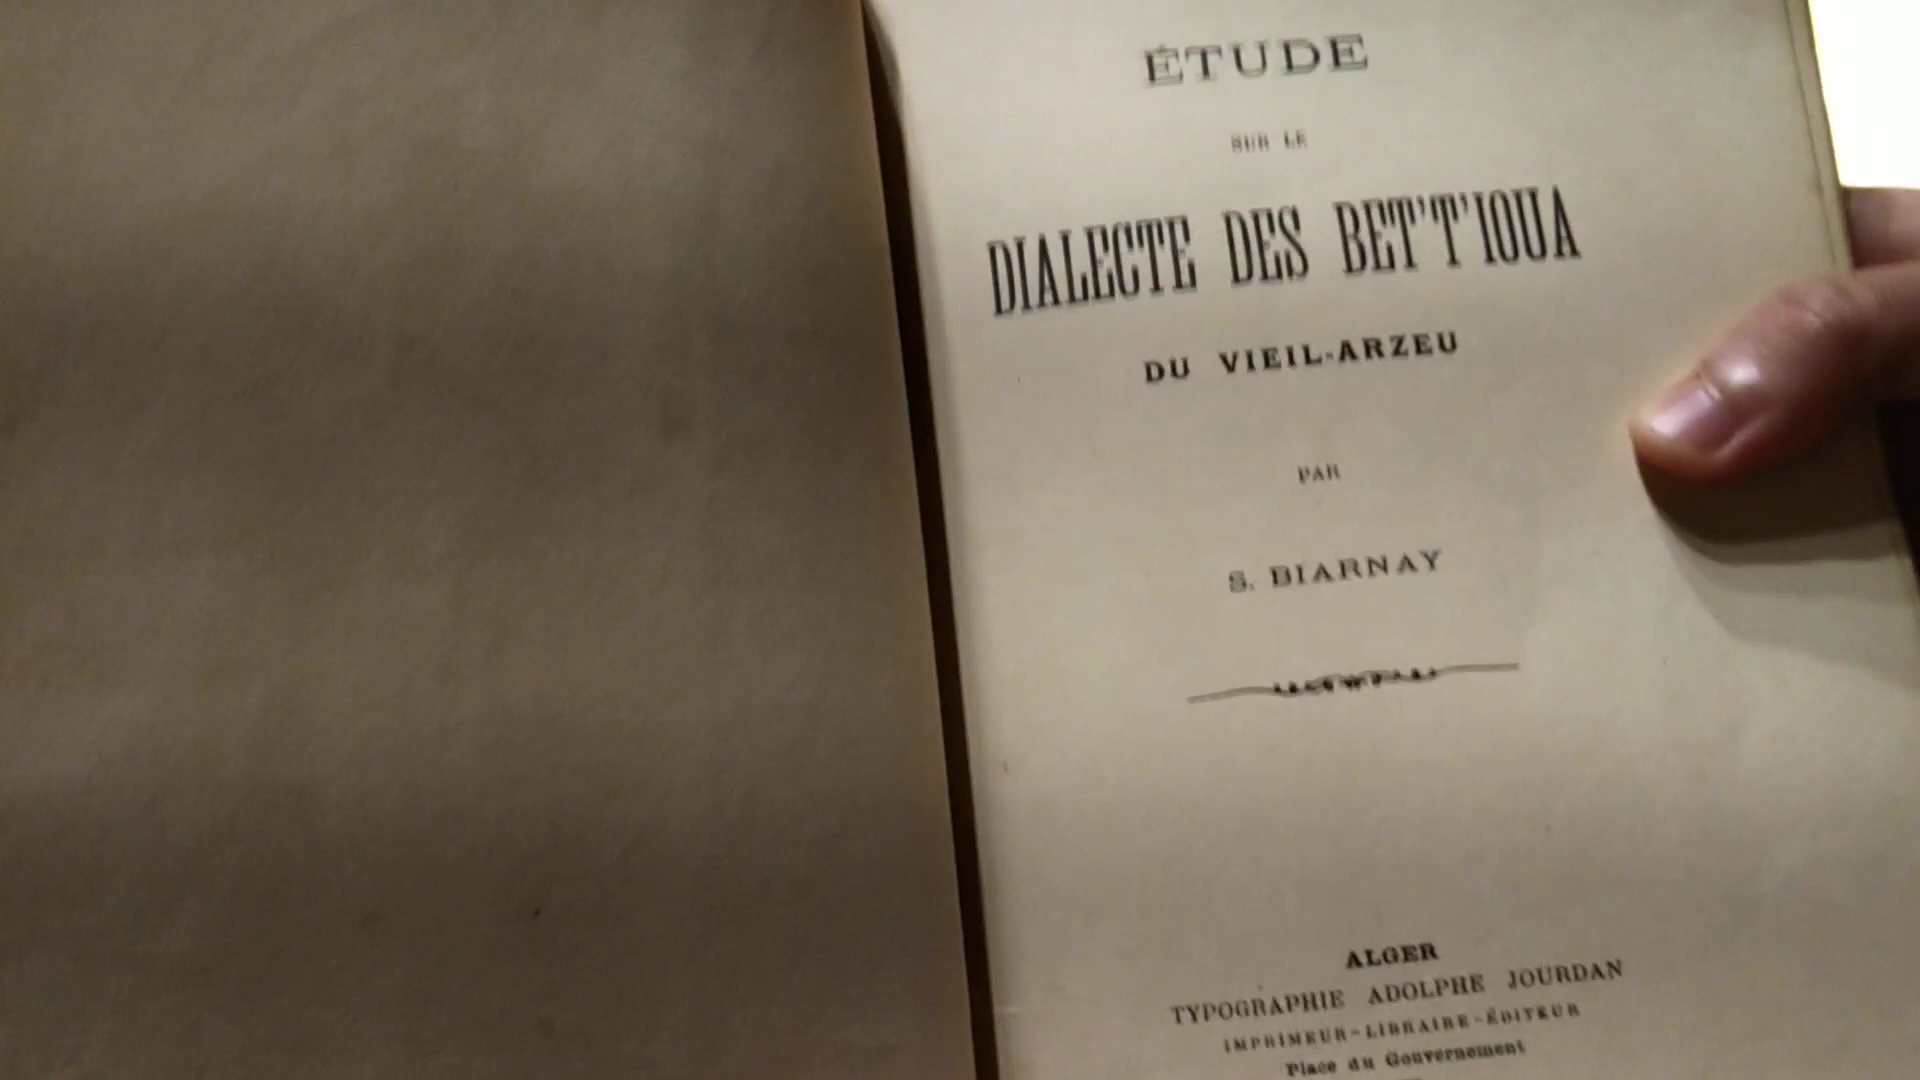 ÉTUDE
SUR LE
DIALECTE DES BET'T'IOUA
DU VIEIL-ARZEU
PAR
S. BIARNAY
ALGER
TYPOGRAPHIE ADOLPHE JOURDAN
IMPRIMEUR-LIBRAIRE-ÉDITEUR
Place du Gouvernement